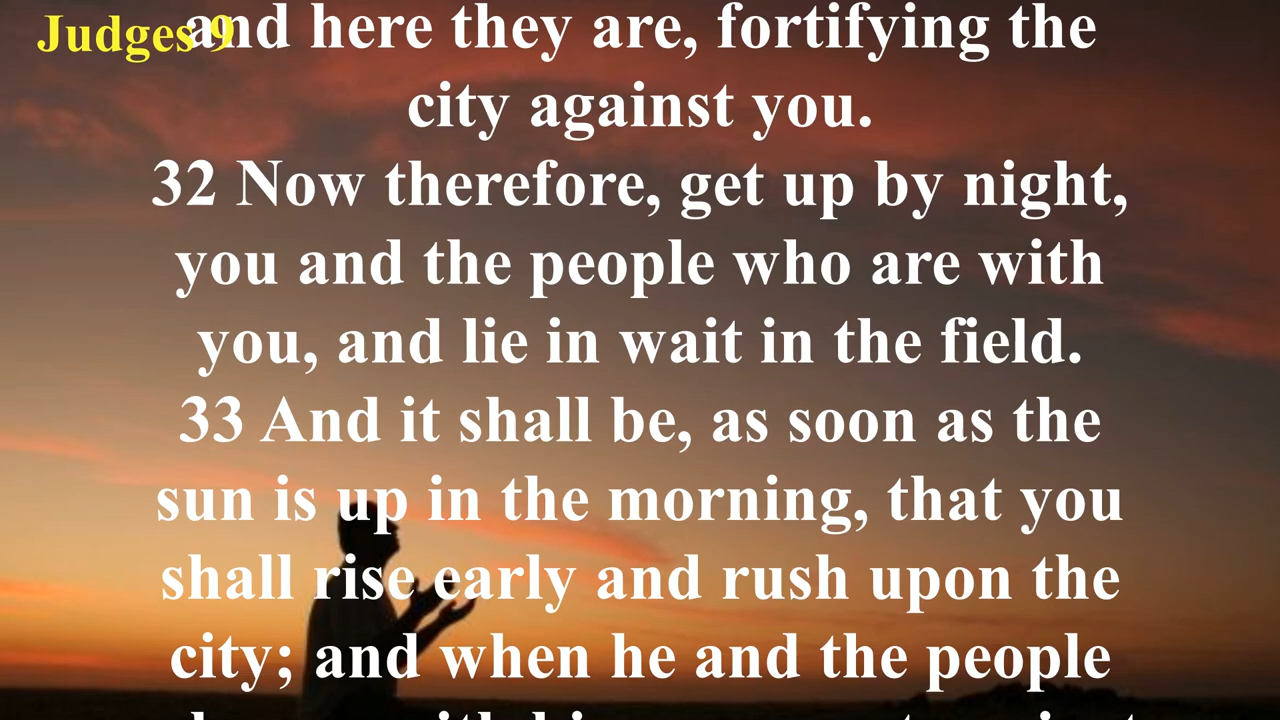 Judges 9
and here they are, fortifying the
city against you.
32 Now therefore, get up by night,
you and the people who are with
you, and lie in wait in the field.
33 And it shall be, as soon as the
sun is up in the morning, that you
shall rise early and rush upon the
city; and when he and the people